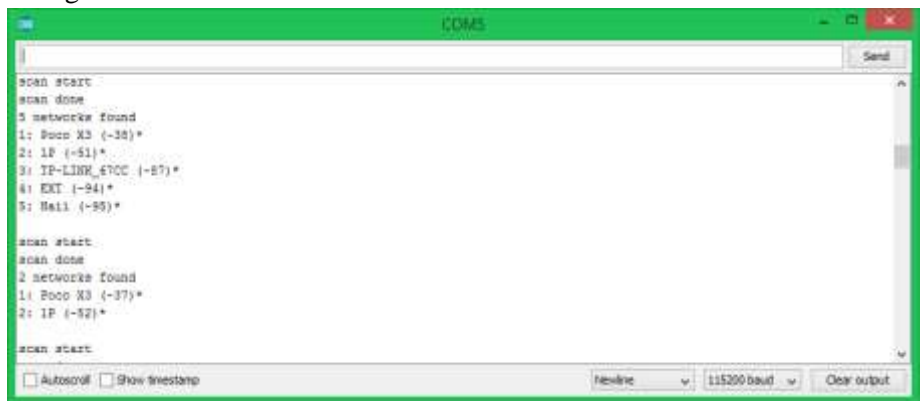 COM5
Send
scan start
scan done
5 networks found
1: Poco X3 (-38)*
2: 1P (-51)*
3: TP-LINK_67CC (-87)*
4: EXT (-94)*
5: (-95)*
scan start
scan done
2 networks found
1: Poco X3 (-37)*
2: 1P (-52)*
scan start
Autoscroll Show timestamp Newline 115200 baud Clear output